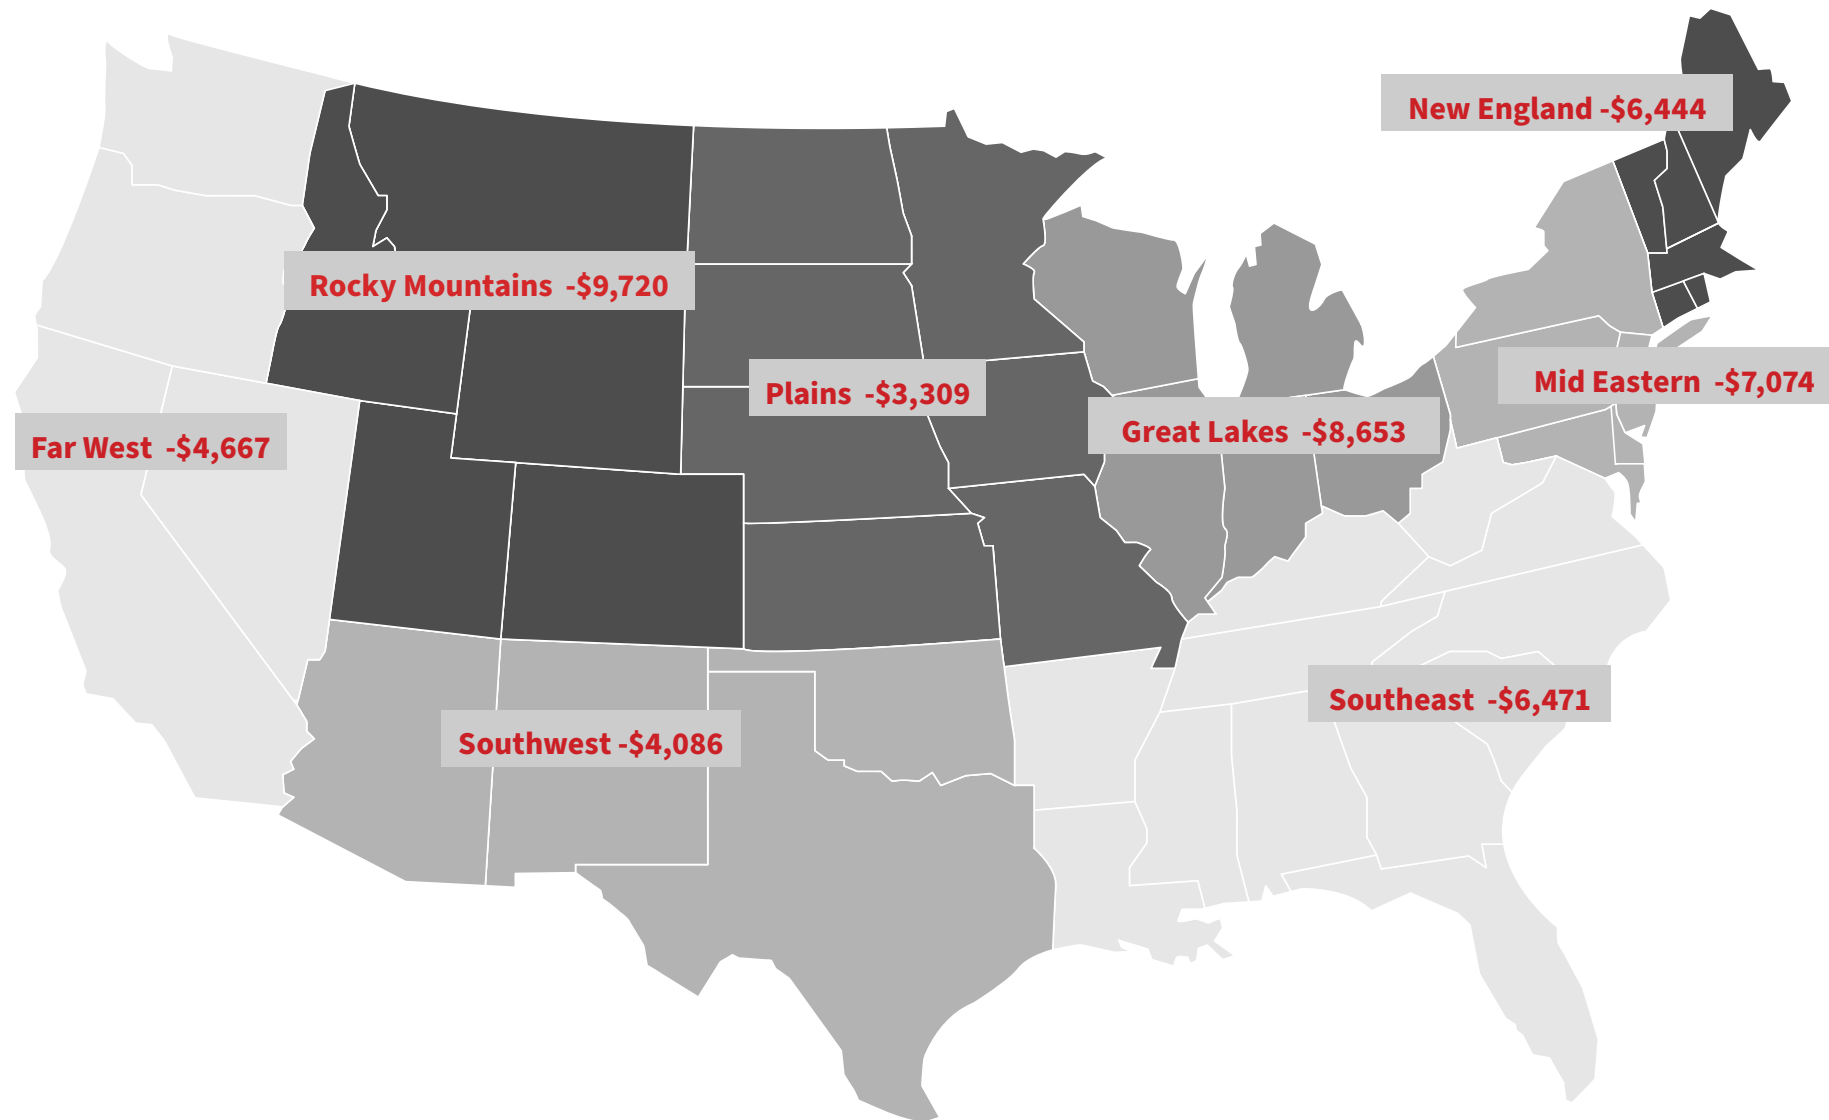 New England -$6,444
Rocky Mountains -$9,720
Mid Eastern -$7,074
Plains -$3,309
Great Lakes -$8,653
Far West -$4,667
Southeast -$6,471
Southwest -$4,086